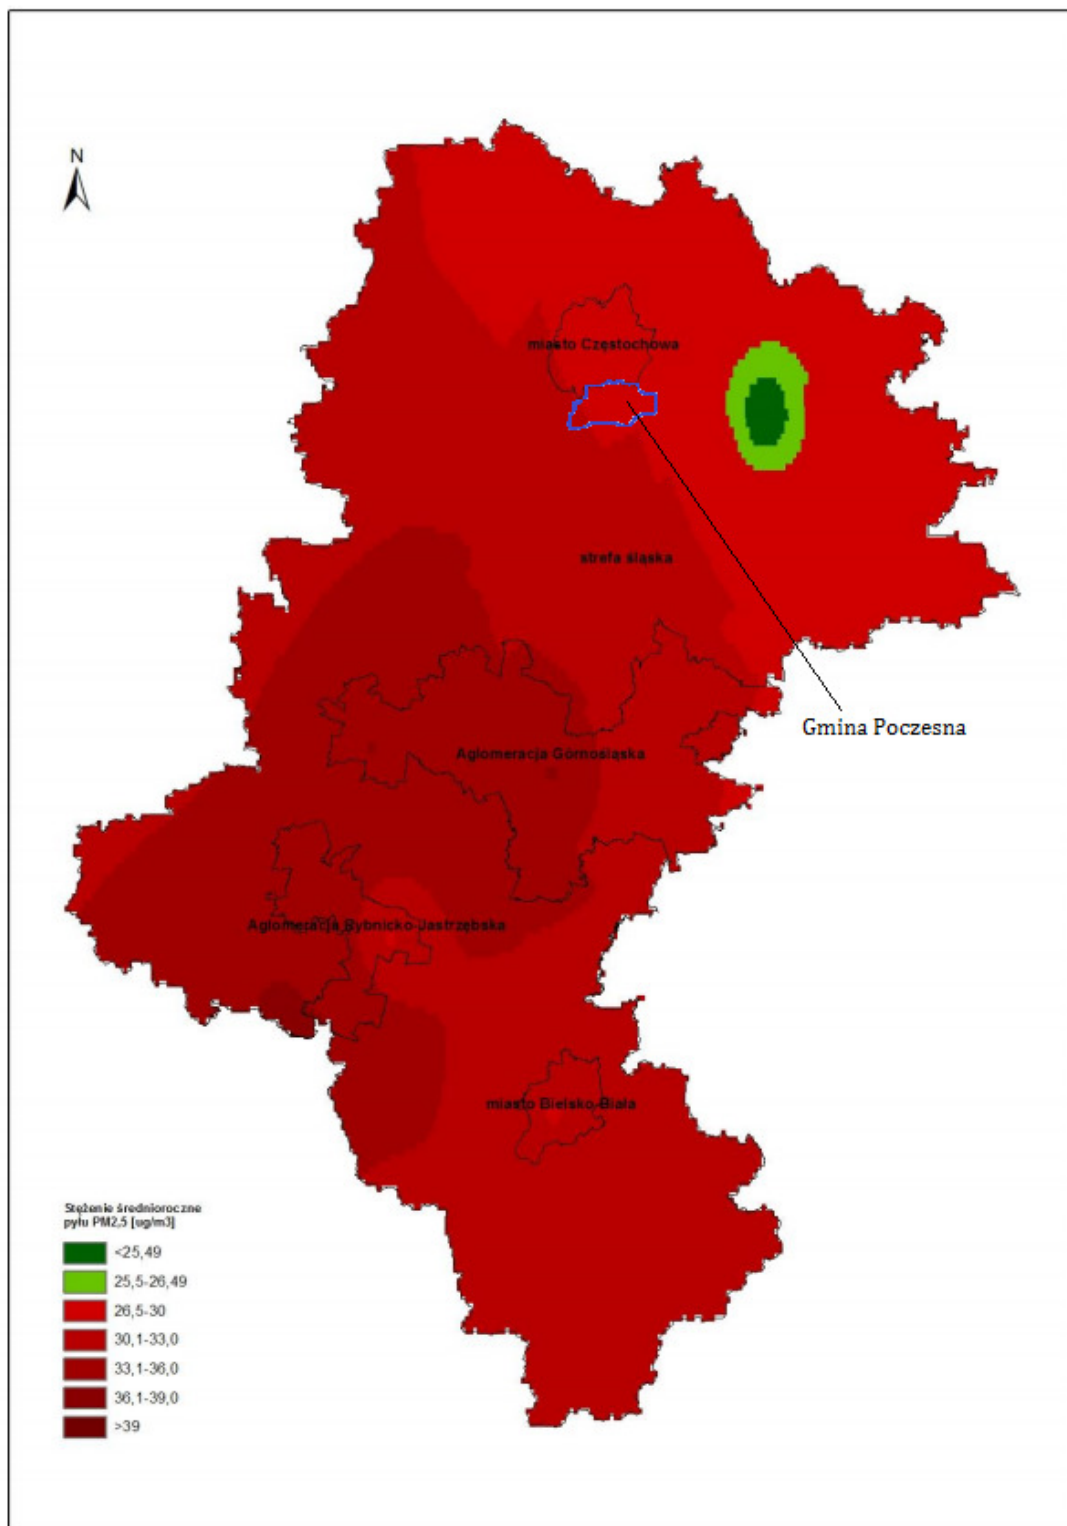 N
miasto Częstochowa
strefa śląska
Gmina Poczesna
Aglomeracja Górnośląska
Aglomeracja Rybnicko-Jastrzębska
miasto Bielsko-Biała
Stężenie średnioroczne
pyłu PM2,5 [ug/m3]
<25,49
25,5-26,49
26,5-30
30,1-33,0
33,1-36,0
36,1-39,0
>39